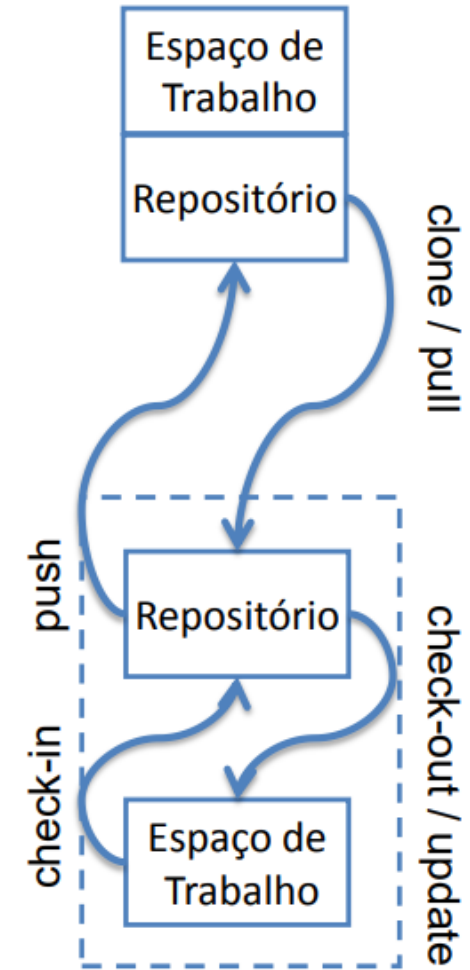 Espaço de
Trabalho
Repositório
clone / pull
push
Repositório
check-out / update
check-in
Espaço de
Trabalho